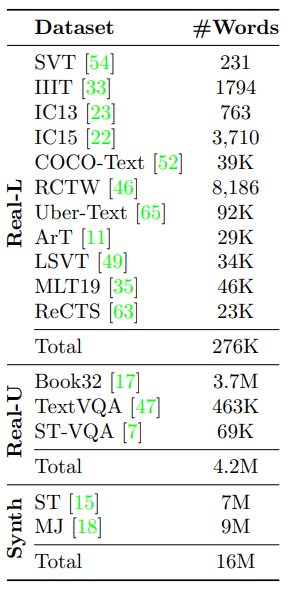 Dataset #Words
Real-L
SVT [54] 231
IIIT [33] 1794
IC13 [23] 763
IC15 [22] 3,710
COCO-Text [52] 39K
RCTW [46] 8,186
Uber-Text [65] 92K
ArT [11] 29K
LSVT [49] 34K
MLT19 [35] 46K
ReCTS [63] 23K
Total 276K
Real-U
Book32 [17] 3.7M
TextVQA [47] 463K
ST-VQA [7] 69K
Total 4.2M
Synth
ST [15] 7M
MJ [18] 9M
Total 16M